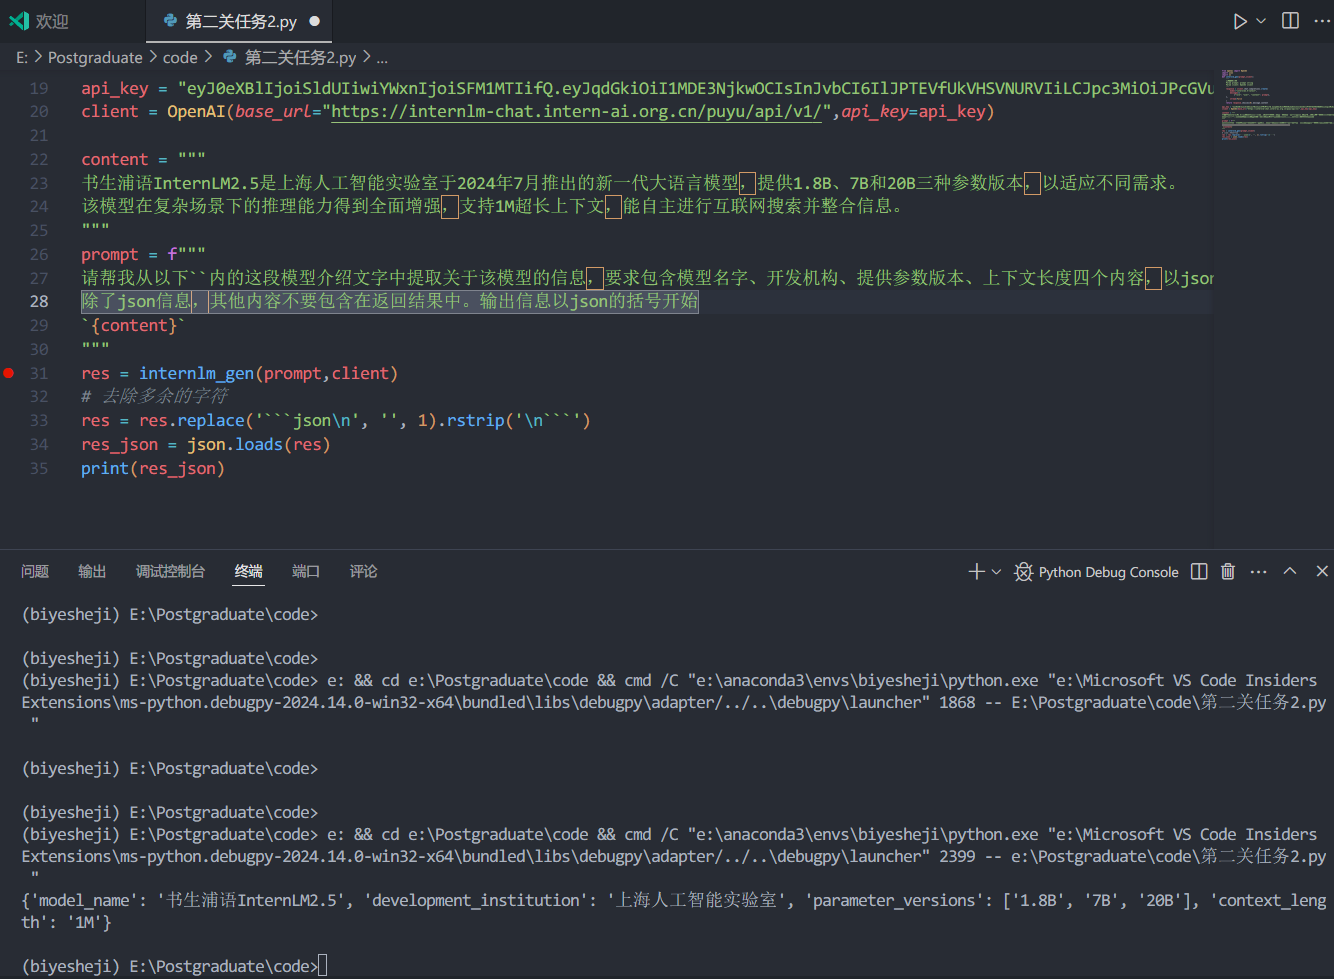 欢迎
第二关任务2.py
E: > Postgraduate > code > 第二关任务2.py > ...
19 api_key = "eyJ0eXBlIjoiSldUIiwiYWxnIjoiSFM1MTIifQ.eyJqdGkiOiI1MDE3NjkwOCIsInJvbCI6IlJPTEVfUkVHSVNURVIiLCJpc3MiOiJPcGVu
20 client = OpenAI(base_url="https://internlm-chat.intern-ai.org.cn/puyu/api/v1/",api_key=api_key)
21
22 content = """
23 书生浦语InternLM2.5是上海人工智能实验室于2024年7月推出的新一代大语言模型，提供1.8B、7B和20B三种参数版本，以适应不同需求。
24 该模型在复杂场景下的推理能力得到全面增强，支持1M超长上下文，能自主进行互联网搜索并整合信息。
25 """
26 prompt = f"""
27 请帮我从以下``内的这段模型介绍文字中提取关于该模型的信息，要求包含模型名字、开发机构、提供参数版本、上下文长度四个内容，以json
28 除了json信息，其他内容不要包含在返回结果中。输出信息以json的括号开始
29 `{content}`
30 """
31 res = internlm_gen(prompt,client)
32 # 去除多余的字符
33 res = res.replace('```json\n', '', 1).rstrip('\n```')
34 res_json = json.loads(res)
35 print(res_json)
问题 输出 调试控制台 终端 端口 评论
Python Debug Console
(biyesheji) E:\Postgraduate\code>
(biyesheji) E:\Postgraduate\code>
(biyesheji) E:\Postgraduate\code> e: && cd e:\Postgraduate\code && cmd /C "e:\anaconda3\envs\biyesheji\python.exe "e:\Microsoft VS Code Insiders
Extensions\ms-python.debugpy-2024.14.0-win32-x64\bundled\libs\debugpy\adapter/../..\debugpy\launcher" 1868 -- E:\Postgraduate\code\第二关任务2.py
"
(biyesheji) E:\Postgraduate\code>
(biyesheji) E:\Postgraduate\code>
(biyesheji) E:\Postgraduate\code> e: && cd e:\Postgraduate\code && cmd /C "e:\anaconda3\envs\biyesheji\python.exe "e:\Microsoft VS Code Insiders
Extensions\ms-python.debugpy-2024.14.0-win32-x64\bundled\libs\debugpy\adapter/../..\debugpy\launcher" 2399 -- e:\Postgraduate\code\第二关任务2.py
"
{'model_name': '书生浦语InternLM2.5', 'development_institution': '上海人工智能实验室', 'parameter_versions': ['1.8B', '7B', '20B'], 'context_leng
th': '1M'}
(biyesheji) E:\Postgraduate\code>